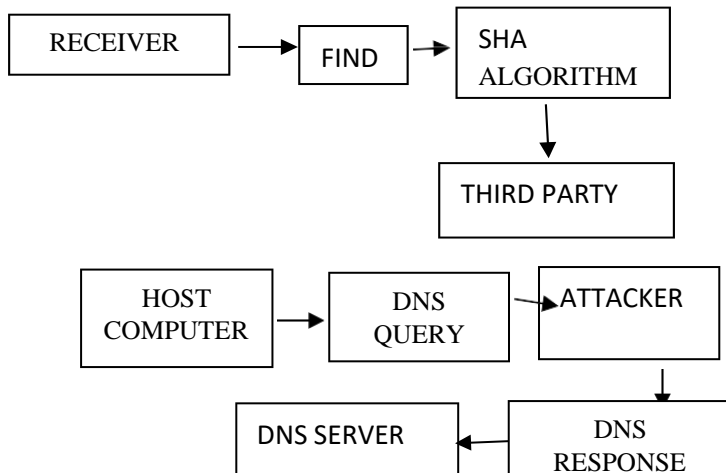 RECEIVER
FIND
SHA
ALGORITHM
THIRD PARTY
HOST
COMPUTER
DNS
QUERY
ATTACKER
DNS SERVER
DNS
RESPONSE